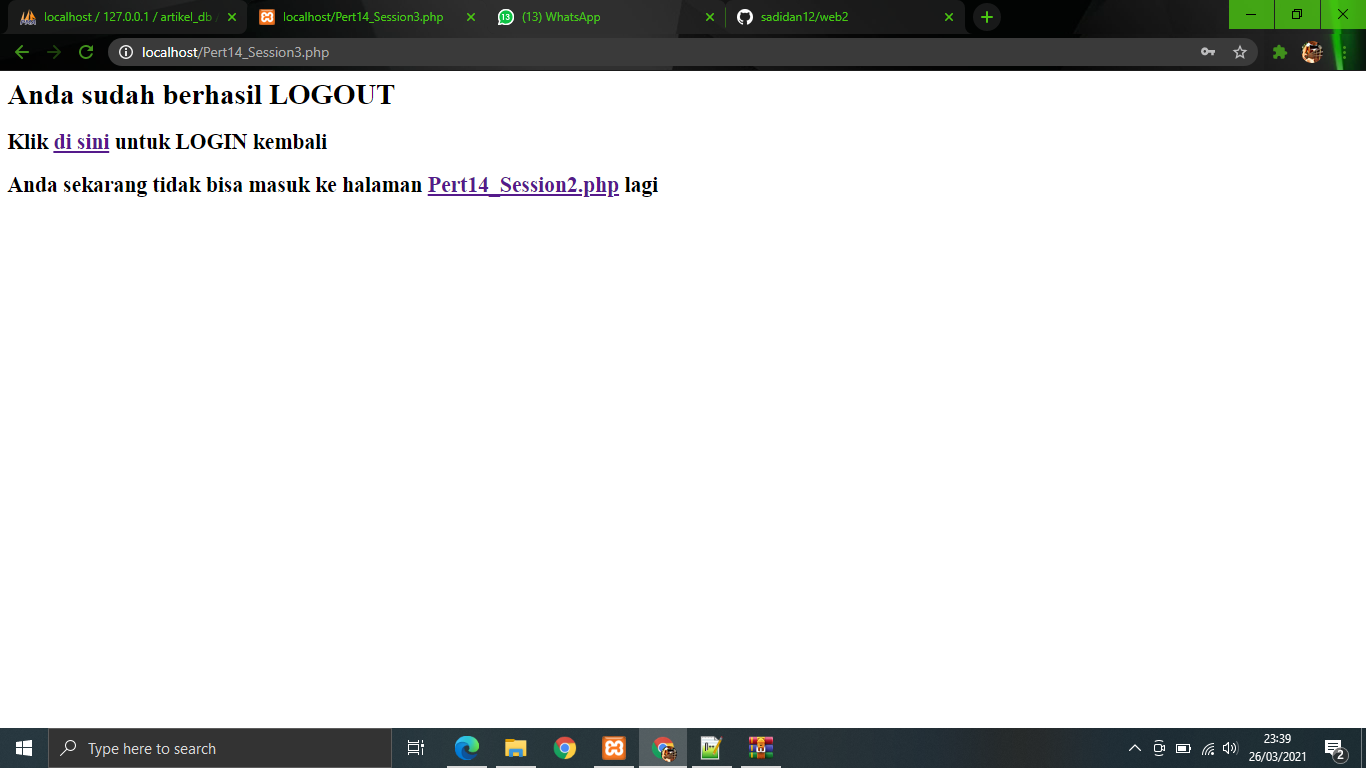 localhost / 127.0.0.1 / artikel_db
localhost/Pert14_Session3.php
13
(13) WhatsApp
sadidan12/web2
localhost/Pert14_Session3.php
Anda sudah berhasil LOGOUT
Klik di sini untuk LOGIN kembali
Anda sekarang tidak bisa masuk ke halaman Pert14_Session2.php lagi
Type here to search
23:39
26/03/2021
2